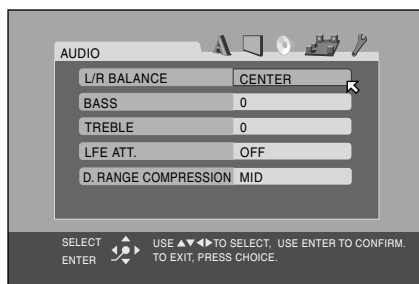 AUDIO
L/R BALANCE CENTER
BASS 0
TREBLE 0
LFE ATT. OFF
D. RANGE COMPRESSION MID
SELECT USE ▲▼◀▶TO SELECT, USE ENTER TO CONFIRM.
ENTER TO EXIT, PRESS CHOICE.